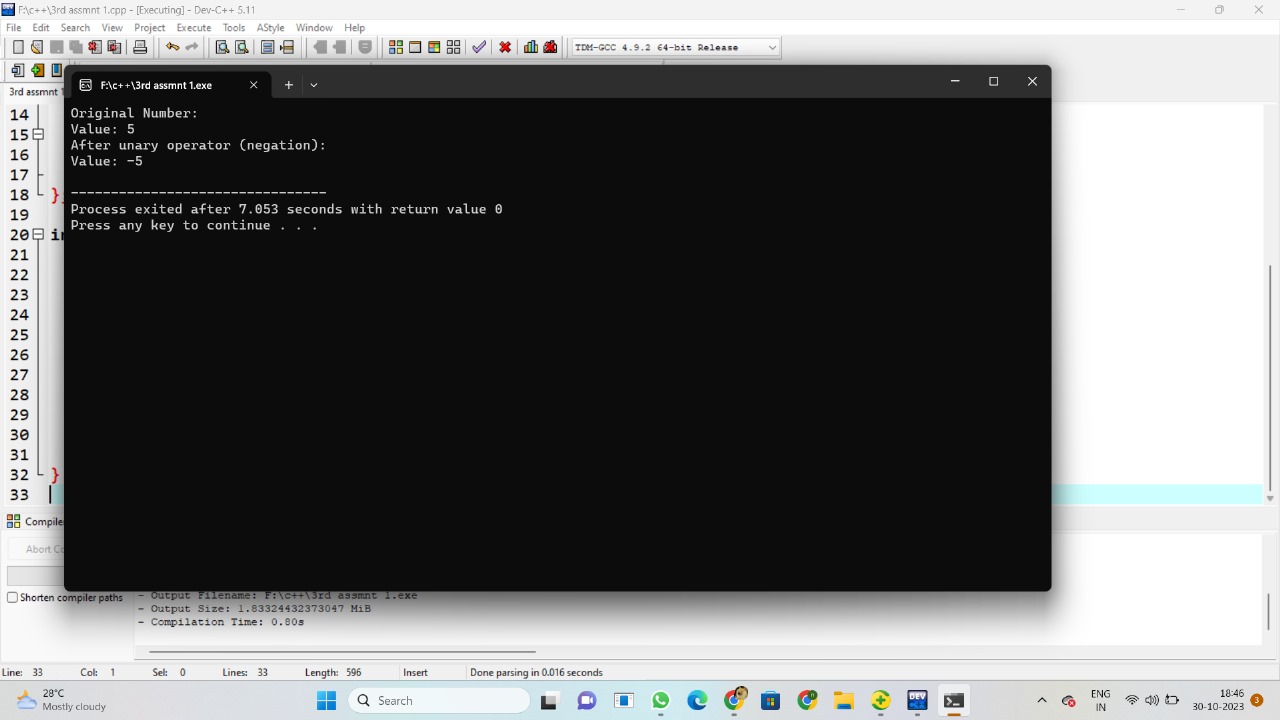 F:\c++\3rd assmnt 1.cpp - [Executing] - Dev-C++ 5.11
File Edit Search View Project Execute Tools AStyle Window Help
TDM-GCC 4.9.2 64-bit Release
3rd assmnt 1
F:\c++\3rd assmnt 1.exe
Original Number:
Value: 5
After unary operator (negation):
Value: -5
--------------------------------
Process exited after 7.053 seconds with return value 0
Press any key to continue . . .
14
15
16
17
18 }
19
20
21
22
23
24
25
26
27
28
29
30
31
32 }
33
Compiler
Abort
Shorten compiler paths
- Output Filename: F:\c++\3rd assmnt 1.exe
- Output Size: 1.83324432373047 MiB
- Compilation Time: 0.80s
Line: 33 Col: 1 Sel: 0 Lines: 33 Length: 596 Insert Done parsing in 0.016 seconds
28°C
Mostly cloudy
Search
DEV
ENG
IN
18:46
30-10-2023
3